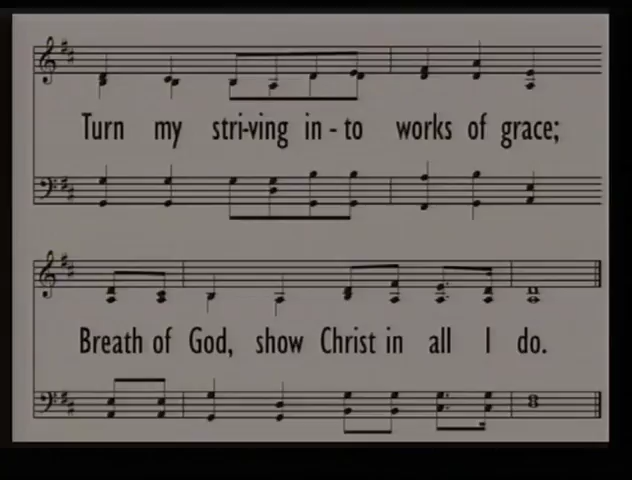 Turn my stri-ving in - to works of grace;
Breath of God, show Christ in all I do.